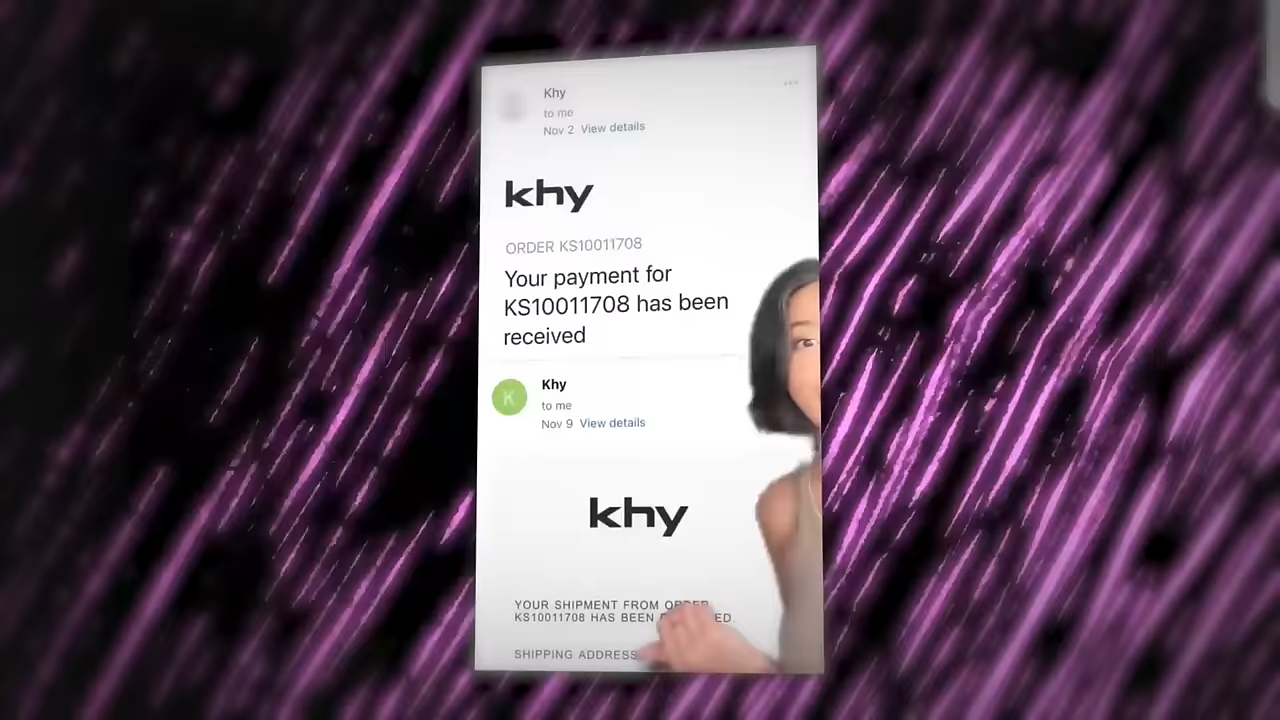 Khy
to me
Nov 2 View details
khy
ORDER KS10011708
Your payment for
KS10011708 has been
received
K
Khy
to me
Nov 9 View details
khy
YOUR SHIPMENT FROM ORDER
KS10011708 HAS BEEN
SHIPPING ADDRESS